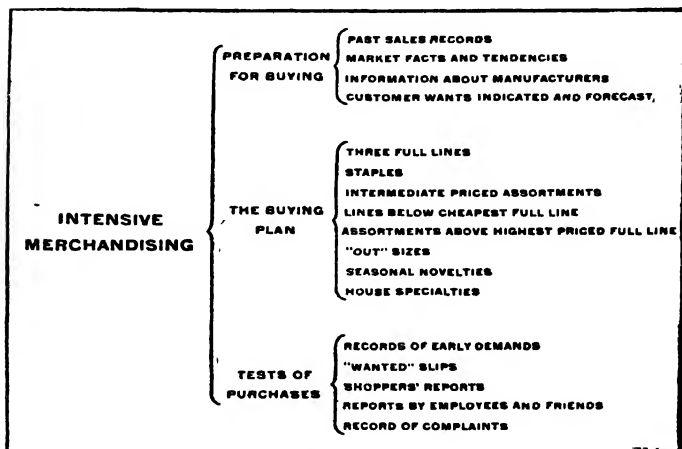 INTENSIVE
MERCHANDISING
PREPARATION
FOR BUYING
PAST SALES RECORDS
MARKET FACTS AND TENDENCIES
INFORMATION ABOUT MANUFACTURERS
CUSTOMER WANTS INDICATED AND FORECAST,
THE BUYING
PLAN
THREE FULL LINES
STAPLES
INTERMEDIATE PRICED ASSORTMENTS
LINES BELOW CHEAPEST FULL LINE
ASSORTMENTS ABOVE HIGHEST PRICED FULL LINE
"OUT" SIZES
SEASONAL NOVELTIES
HOUSE SPECIALTIES
TESTS OF
PURCHASES
RECORDS OF EARLY DEMANDS
"WANTED" SLIPS
SHOPPERS' REPORTS
REPORTS BY EMPLOYEES AND FRIENDS
RECORD OF COMPLAINTS